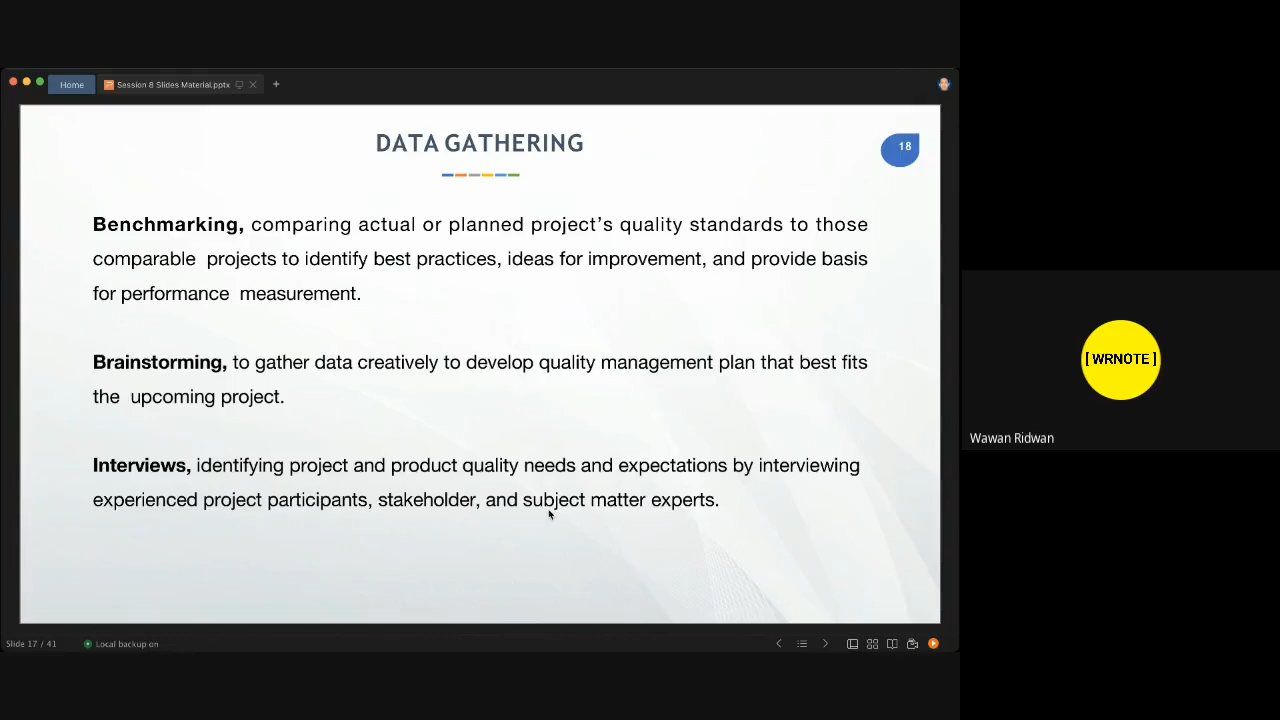 Home
Session 8 Slides Material.pptx
DATA GATHERING
18
Benchmarking, comparing actual or planned project’s quality standards to those
comparable projects to identify best practices, ideas for improvement, and provide basis
for performance measurement.
Brainstorming, to gather data creatively to develop quality management plan that best fits
the upcoming project.
Interviews, identifying project and product quality needs and expectations by interviewing
experienced project participants, stakeholder, and subject matter experts.
[ WRNOTE ]
Wawan Ridwan
Slide 17 / 41
Local backup on